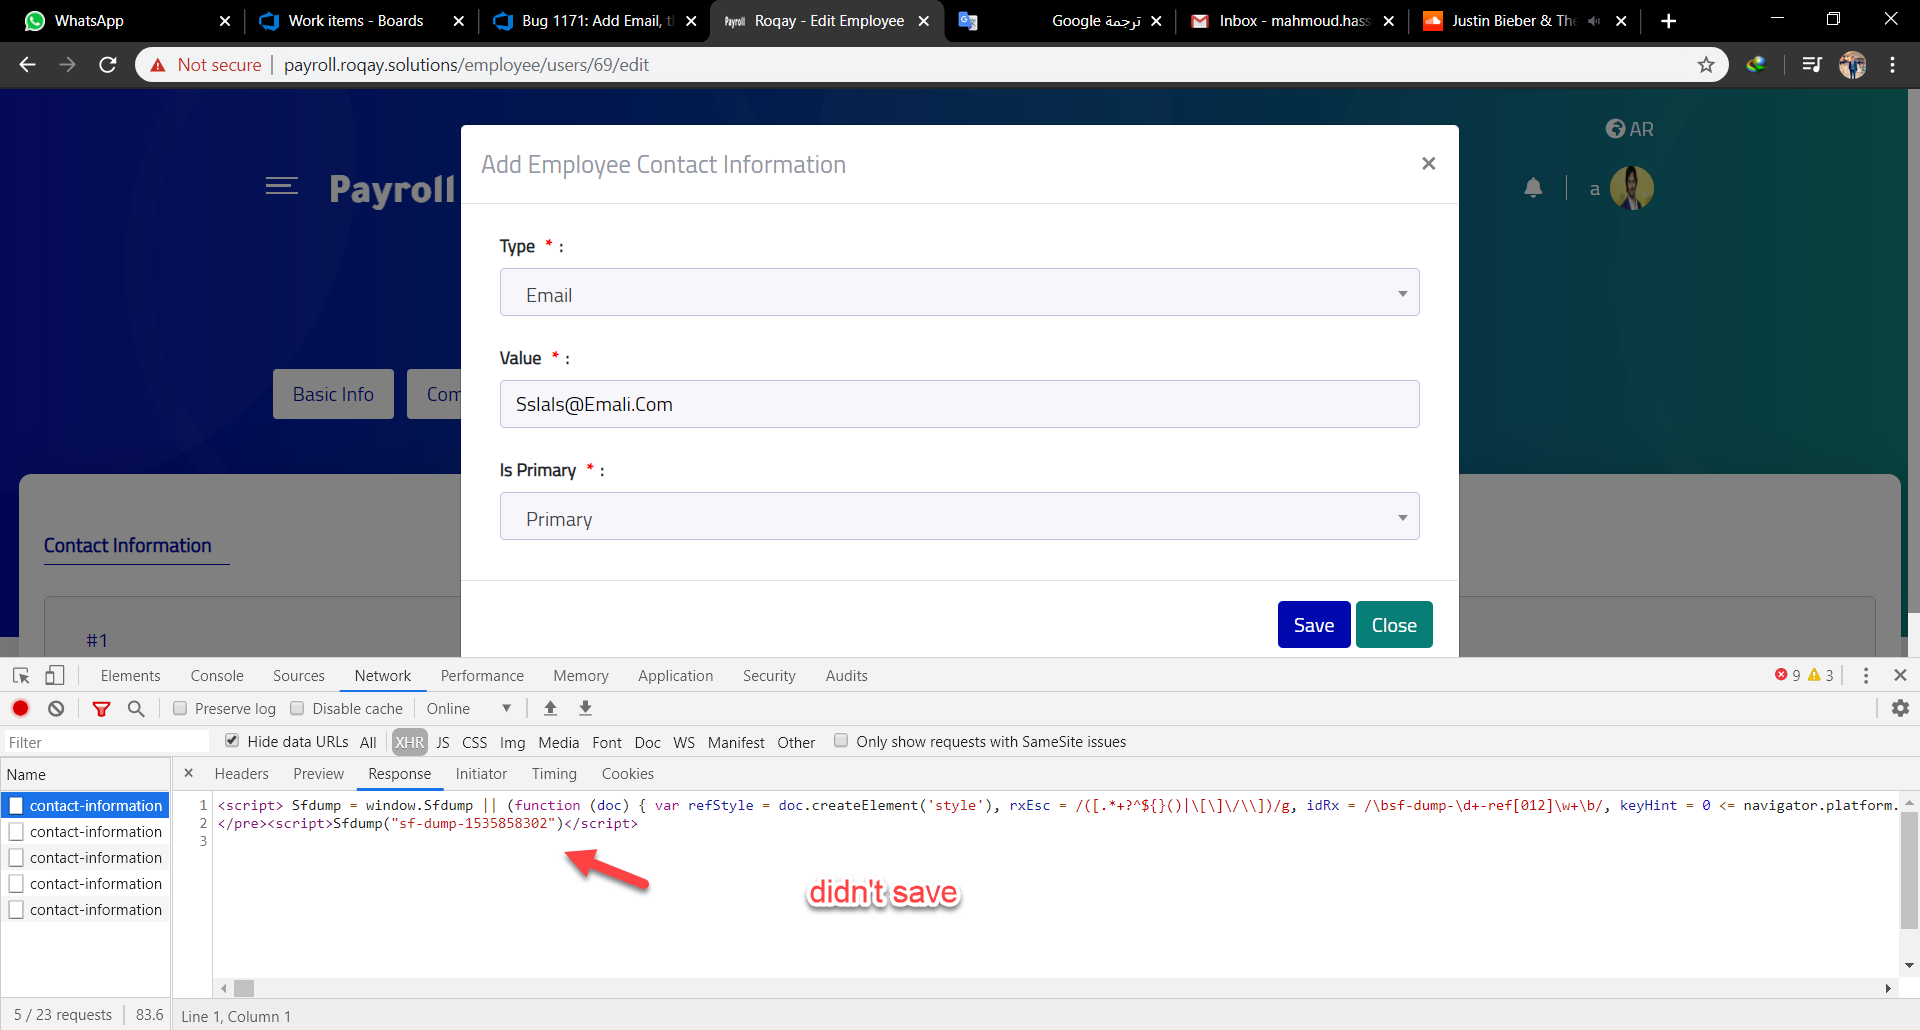 WhatsApp
Work items - Boards
Bug 1171: Add Email, t
Payroll Roqay - Edit Employee
ترجمة Google
Inbox - mahmoud.hass
Justin Bieber & The
Not secure | payroll.roqay.solutions/employee/users/69/edit
AR
Payroll
a
Add Employee Contact Information
×
Type * :
Email
Value * :
Sslals@Emali.Com
Is Primary * :
Primary
Save Close
Basic Info
Com
Contact Information
#1
Elements Console Sources Network Performance Memory Application Security Audits
9 3
Preserve log Disable cache Online
Filter
Hide data URLs All XHR JS CSS Img Media Font Doc WS Manifest Other Only show requests with SameSite issues
Name
Headers Preview Response Initiator Timing Cookies
contact-information
contact-information
contact-information
contact-information
contact-information
1 <script> Sfdump = window.Sfdump || (function (doc) { var refStyle = doc.createElement('style'), rxEsc = /([.*+?^${}()|\[\]\/\\])/g, idRx = /\bsf-dump-\d+-ref[012]\w+\b/, keyHint = 0 <= navigator.platform.
2 </pre><script>Sfdump("sf-dump-1535858302")</script>
3
didn't save
5 / 23 requests 83.6
Line 1, Column 1